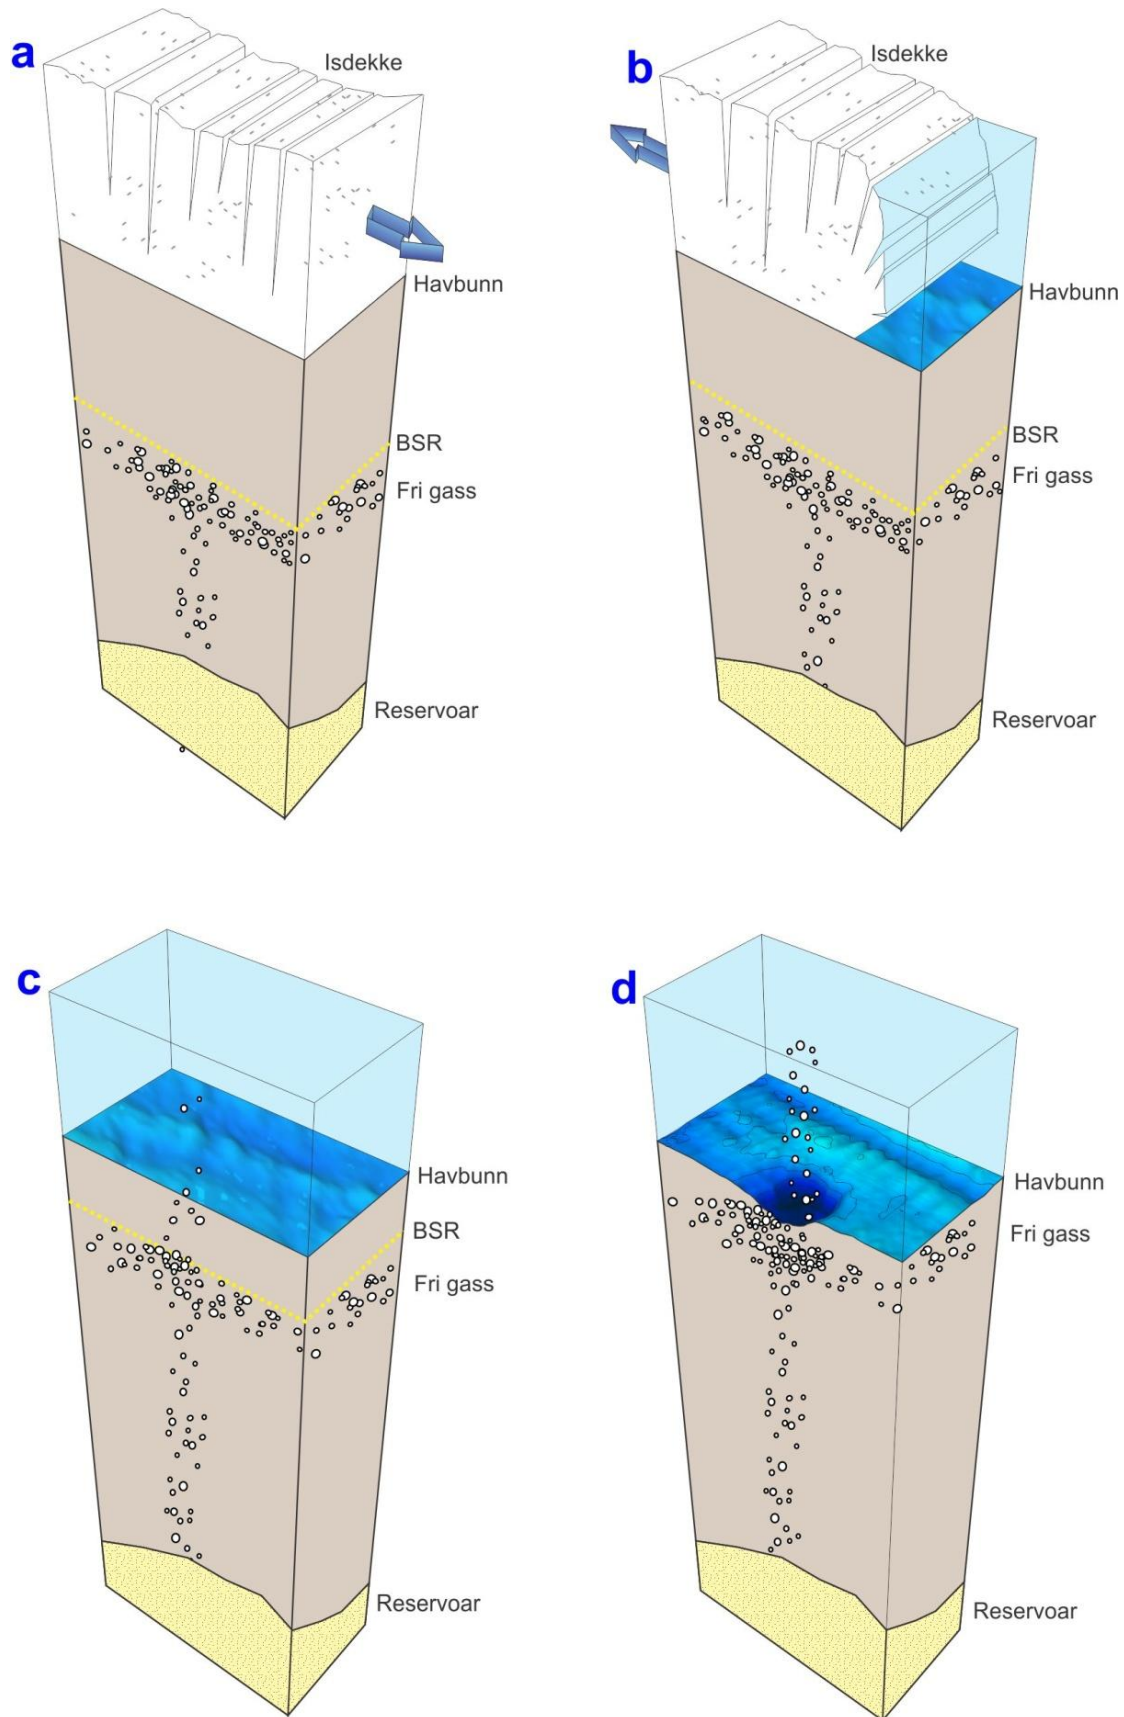 a
Isdekke
Havbunn
BSR
Fri gass
Reservoar
b
Isdekke
Havbunn
BSR
Fri gass
Reservoar
c
Havbunn
BSR
Fri gass
Reservoar
d
Havbunn
Fri gass
Reservoar